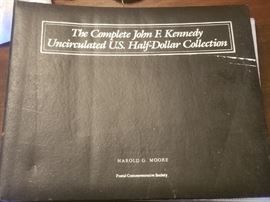 The Complete John F. Kennedy
Uncirculated U.S. Half-Dollar Collection
HAROLD G. MOORE
Postal Commemorative Society